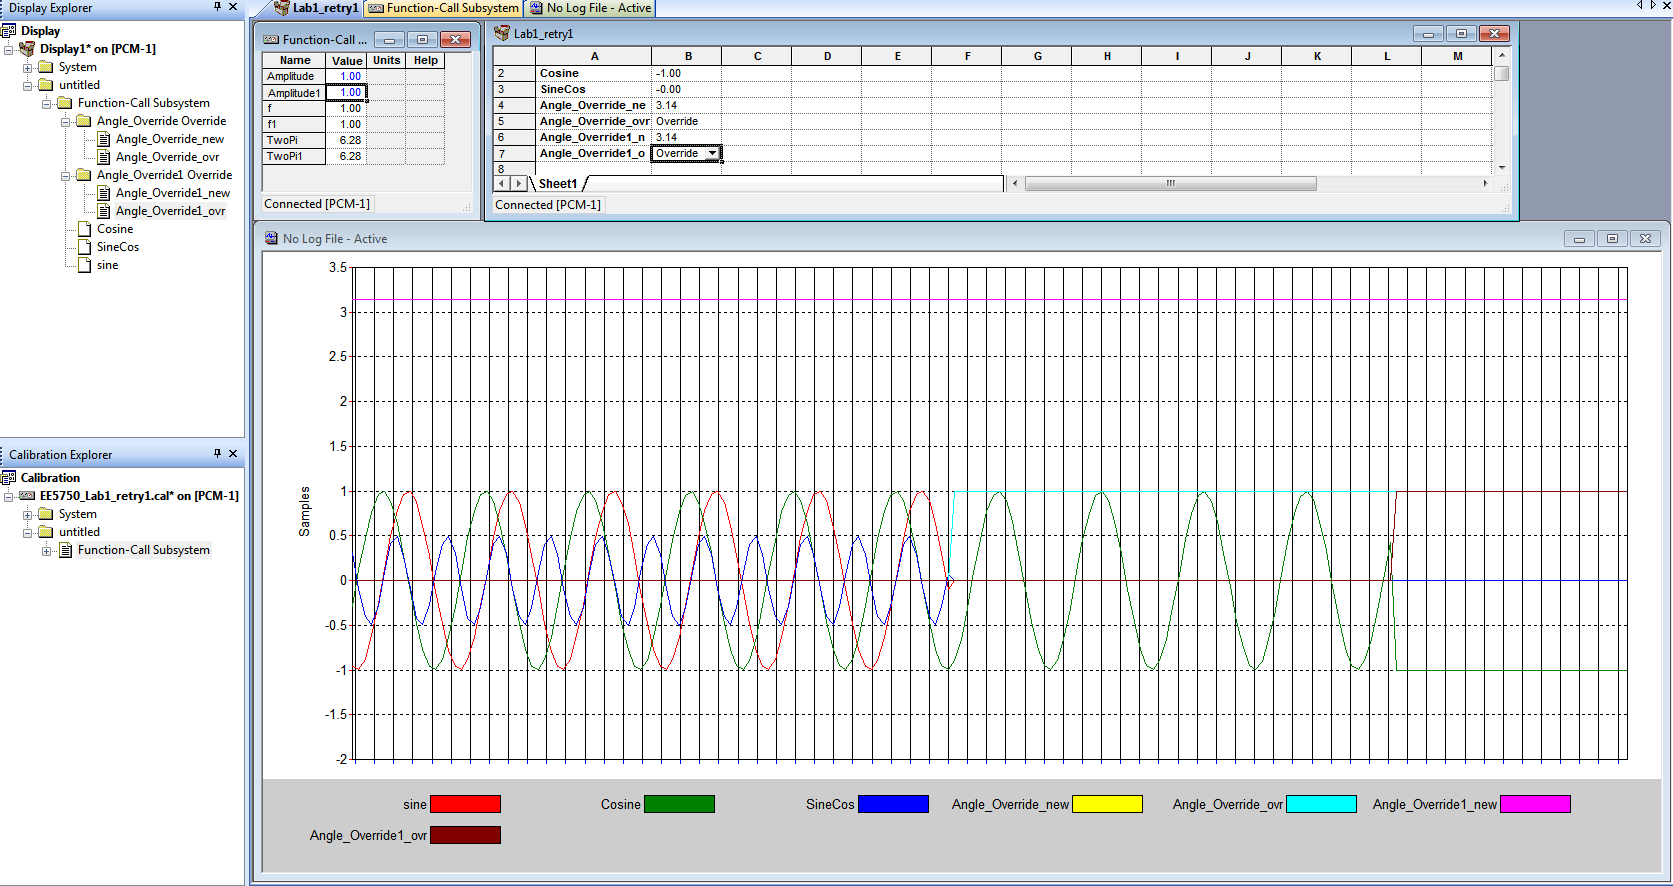 Display Explorer
Display
Display1* on [PCM-1]
System
untitled
Function-Call Subsystem
Angle_Override Override
Angle_Override_new
Angle_Override_ovr
Angle_Override1 Override
Angle_Override1_new
Angle_Override1_ovr
Cosine
SineCos
sine
Calibration Explorer
Calibration
EE5750_Lab1_retry1.cal* on [PCM-1]
System
untitled
Function-Call Subsystem
Lab1_retry1 Function-Call Subsystem No Log File - Active
Function-Call ...
Name Value Units Help
Amplitude 1.00
Amplitude1 1.00
f 1.00
f1 1.00
TwoPi 6.28
TwoPi1 6.28
Connected [PCM-1]
Lab1_retry1
A B C D E F G H I J K L M
2 Cosine -1.00
3 SineCos -0.00
4 Angle_Override_ne 3.14
5 Angle_Override_ovr Override
6 Angle_Override1_n 3.14
7 Angle_Override1_o Override
8
Sheet1
Connected [PCM-1]
No Log File - Active
3.5
3
2.5
2
1.5
1
0.5
0
-0.5
-1
-1.5
-2
Samples
sine Cosine SineCos Angle_Override_new Angle_Override_ovr Angle_Override1_new
Angle_Override1_ovr